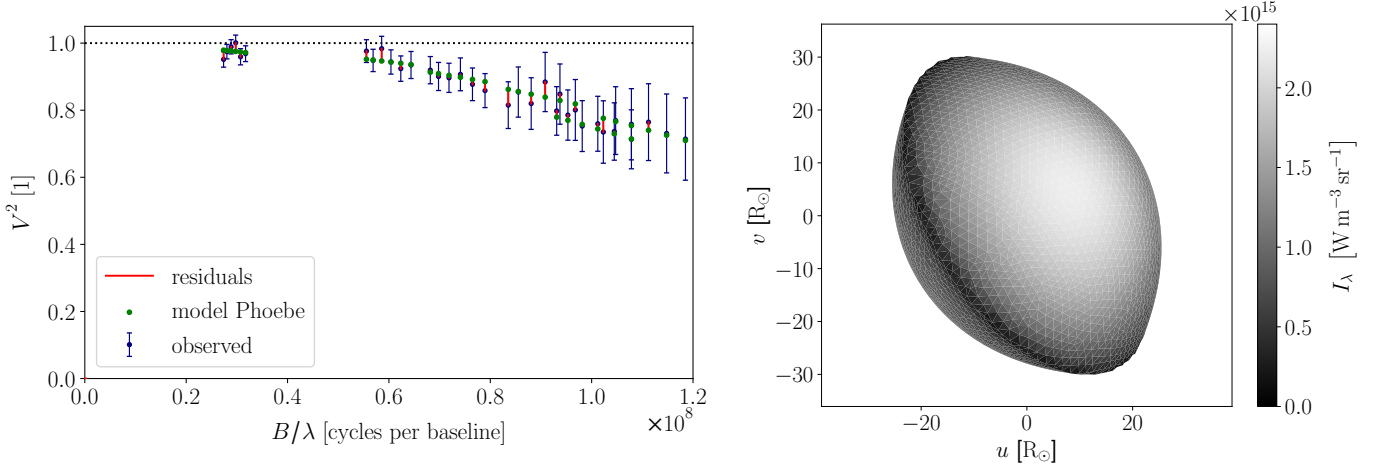 1.0
0.8
0.6
0.4
0.2
0.0
V² [1]
residuals
model Phoebe
observed
0.0 0.2 0.4 0.6 0.8 1.0 1.2
×10⁸
B/λ [cycles per baseline]
30
20
10
0
−10
−20
−30
v [R☉]
−20 0 20
u [R☉]
×10¹⁵
2.0
1.5
1.0
0.5
0.0
I_λ [W m⁻³ sr⁻¹]